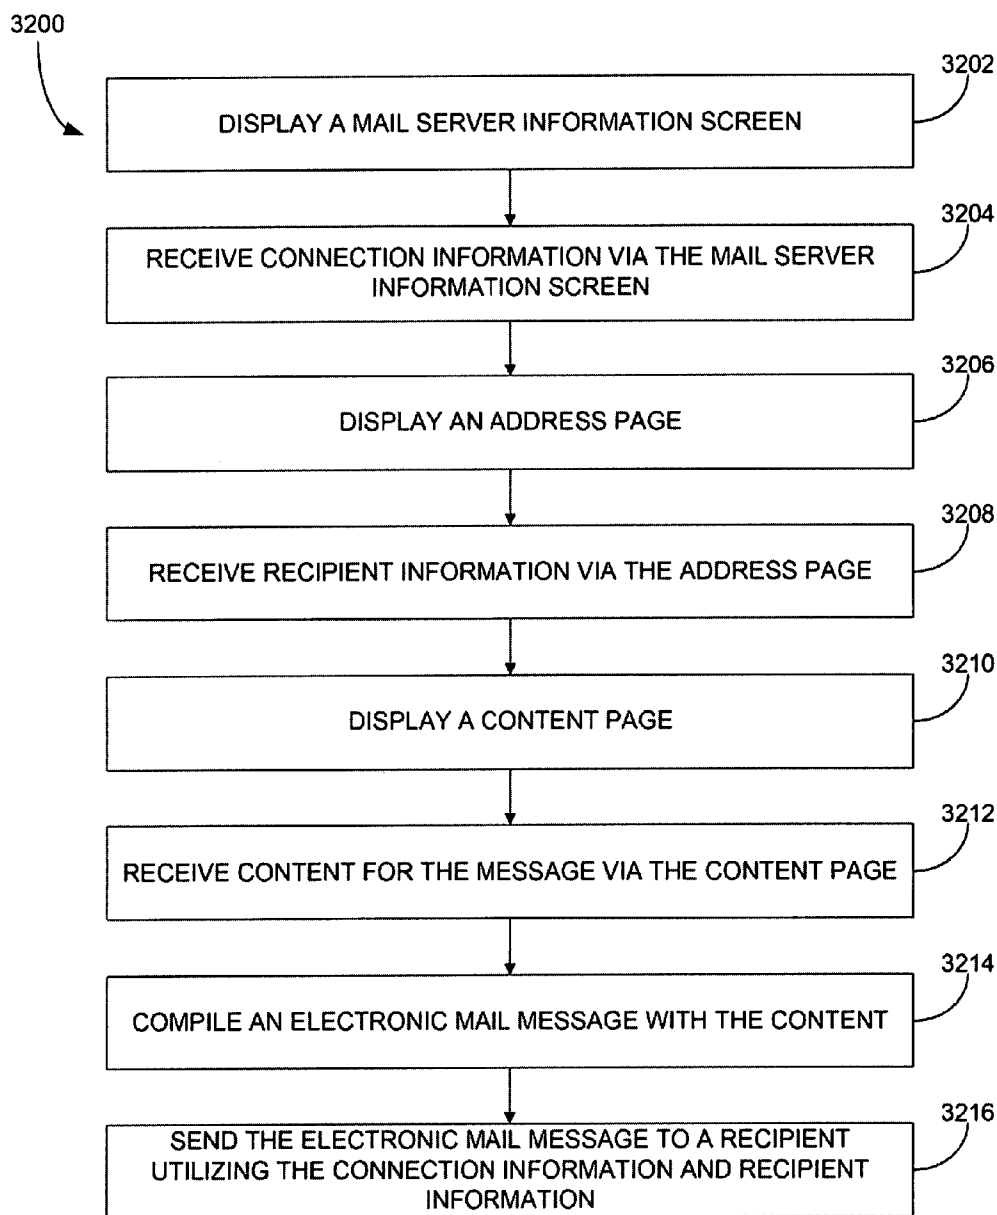 3200
3202
DISPLAY A MAIL SERVER INFORMATION SCREEN
3204
RECEIVE CONNECTION INFORMATION VIA THE MAIL SERVER
INFORMATION SCREEN
3206
DISPLAY AN ADDRESS PAGE
3208
RECEIVE RECIPIENT INFORMATION VIA THE ADDRESS PAGE
3210
DISPLAY A CONTENT PAGE
3212
RECEIVE CONTENT FOR THE MESSAGE VIA THE CONTENT PAGE
3214
COMPILE AN ELECTRONIC MAIL MESSAGE WITH THE CONTENT
3216
SEND THE ELECTRONIC MAIL MESSAGE TO A RECIPIENT
UTILIZING THE CONNECTION INFORMATION AND RECIPIENT
INFORMATION